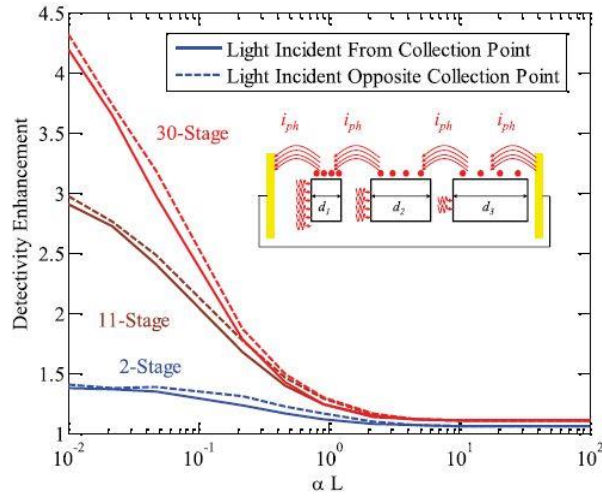 4.5
4
3.5
3
2.5
2
1.5
1
Detectivity Enhancement
Light Incident From Collection Point
Light Incident Opposite Collection Point
i_ph i_ph i_ph i_ph
d_1 d_2 d_3
30-Stage
11-Stage
2-Stage
10^-2 10^-1 10^0 10^1 10^2
α L